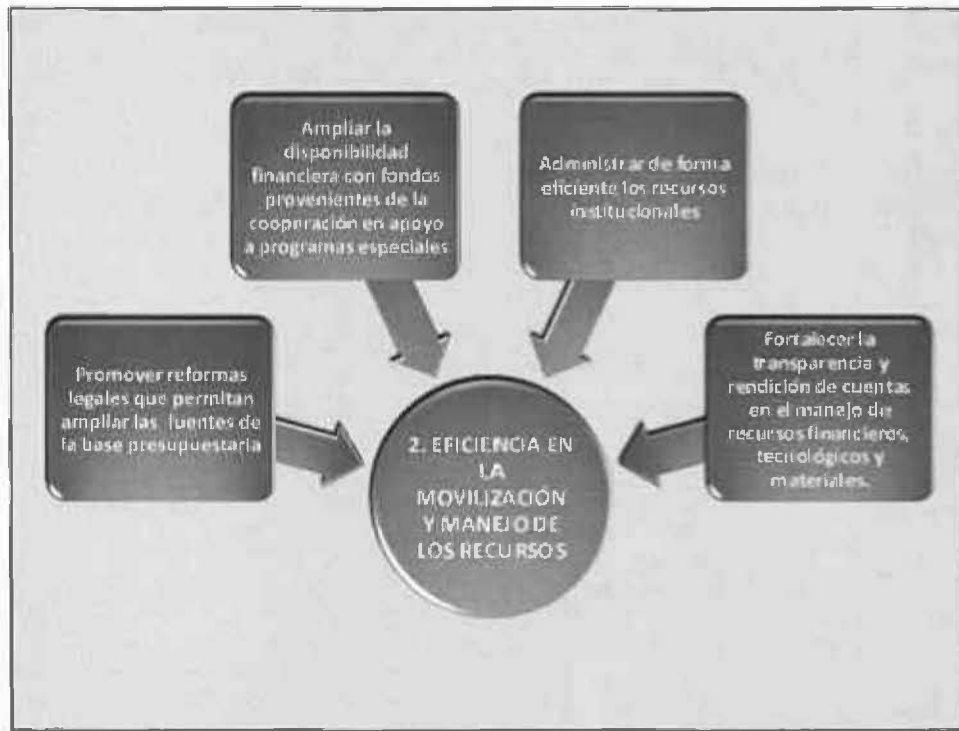 Ampliar la
disponibilidad
financiera con fondos
provenientes de la
cooperación en apoyo
a programas especiales
Administrar de forma
eficiente los recursos
institucionales
Promover reformas
legales que permitan
ampliar las fuentes de
la base presupuestaria
Fortalecer la
transparencia y
rendición de cuentas
en el manejo de
recursos financieros,
tecnológicos y
materiales.
2. EFICIENCIA EN
LA
MOVILIZACIÓN
Y MANEJO DE
LOS RECURSOS